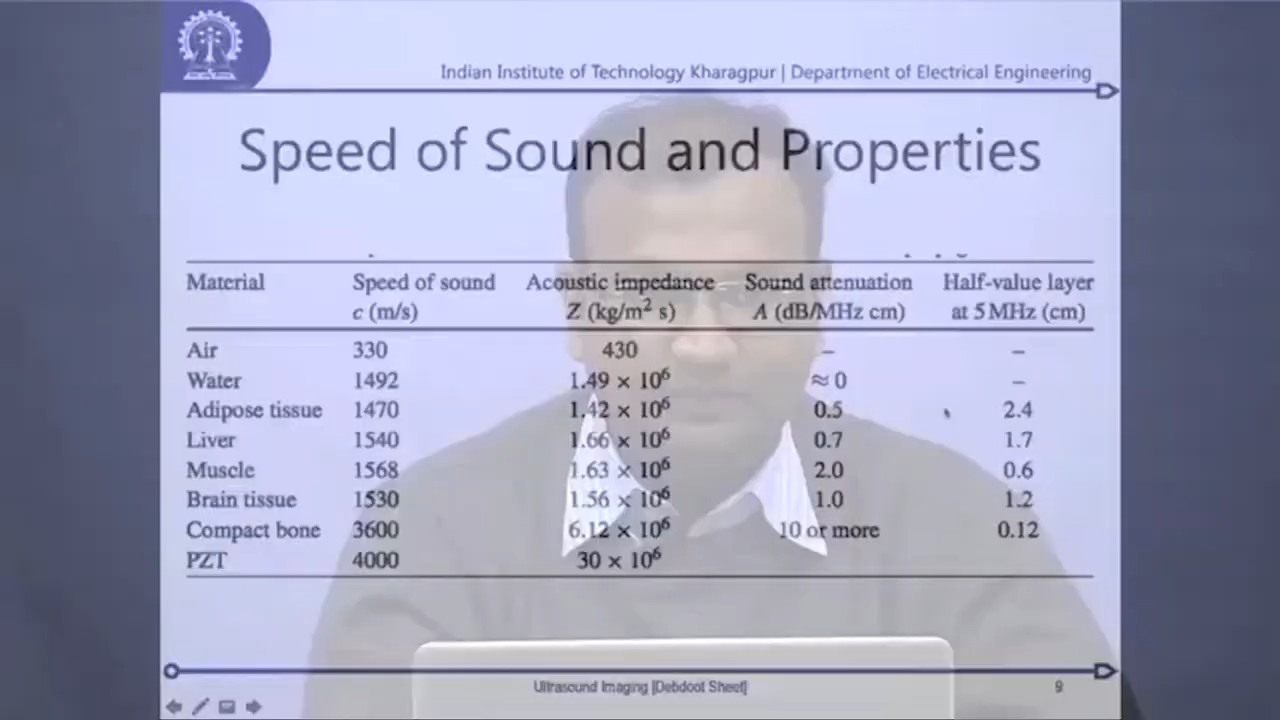 Indian Institute of Technology Kharagpur | Department of Electrical Engineering
Speed of Sound and Properties
Material Speed of sound Acoustic impedance Sound attenuation Half-value layer
c (m/s) Z (kg/m² s) A (dB/MHz cm) at 5 MHz (cm)
Air 330 430 – –
Water 1492 1.49 × 10⁶ ≈ 0 –
Adipose tissue 1470 1.42 × 10⁶ 0.5 2.4
Liver 1540 1.66 × 10⁶ 0.7 1.7
Muscle 1568 1.63 × 10⁶ 2.0 0.6
Brain tissue 1530 1.56 × 10⁶ 1.0 1.2
Compact bone 3600 6.12 × 10⁶ 10 or more 0.12
PZT 4000 30 × 10⁶
Ultrasound Imaging [Debdoot Sheet] 9